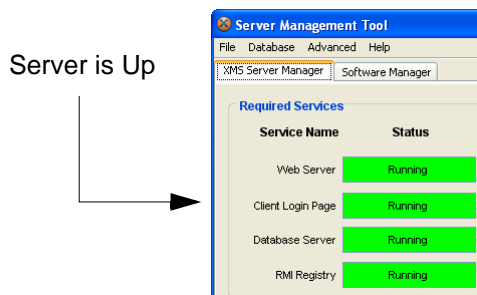 Server is Up
Server Management Tool
File Database Advanced Help
XMS Server Manager Software Manager
Required Services
Service Name Status
Web Server Running
Client Login Page Running
Database Server Running
RMI Registry Running